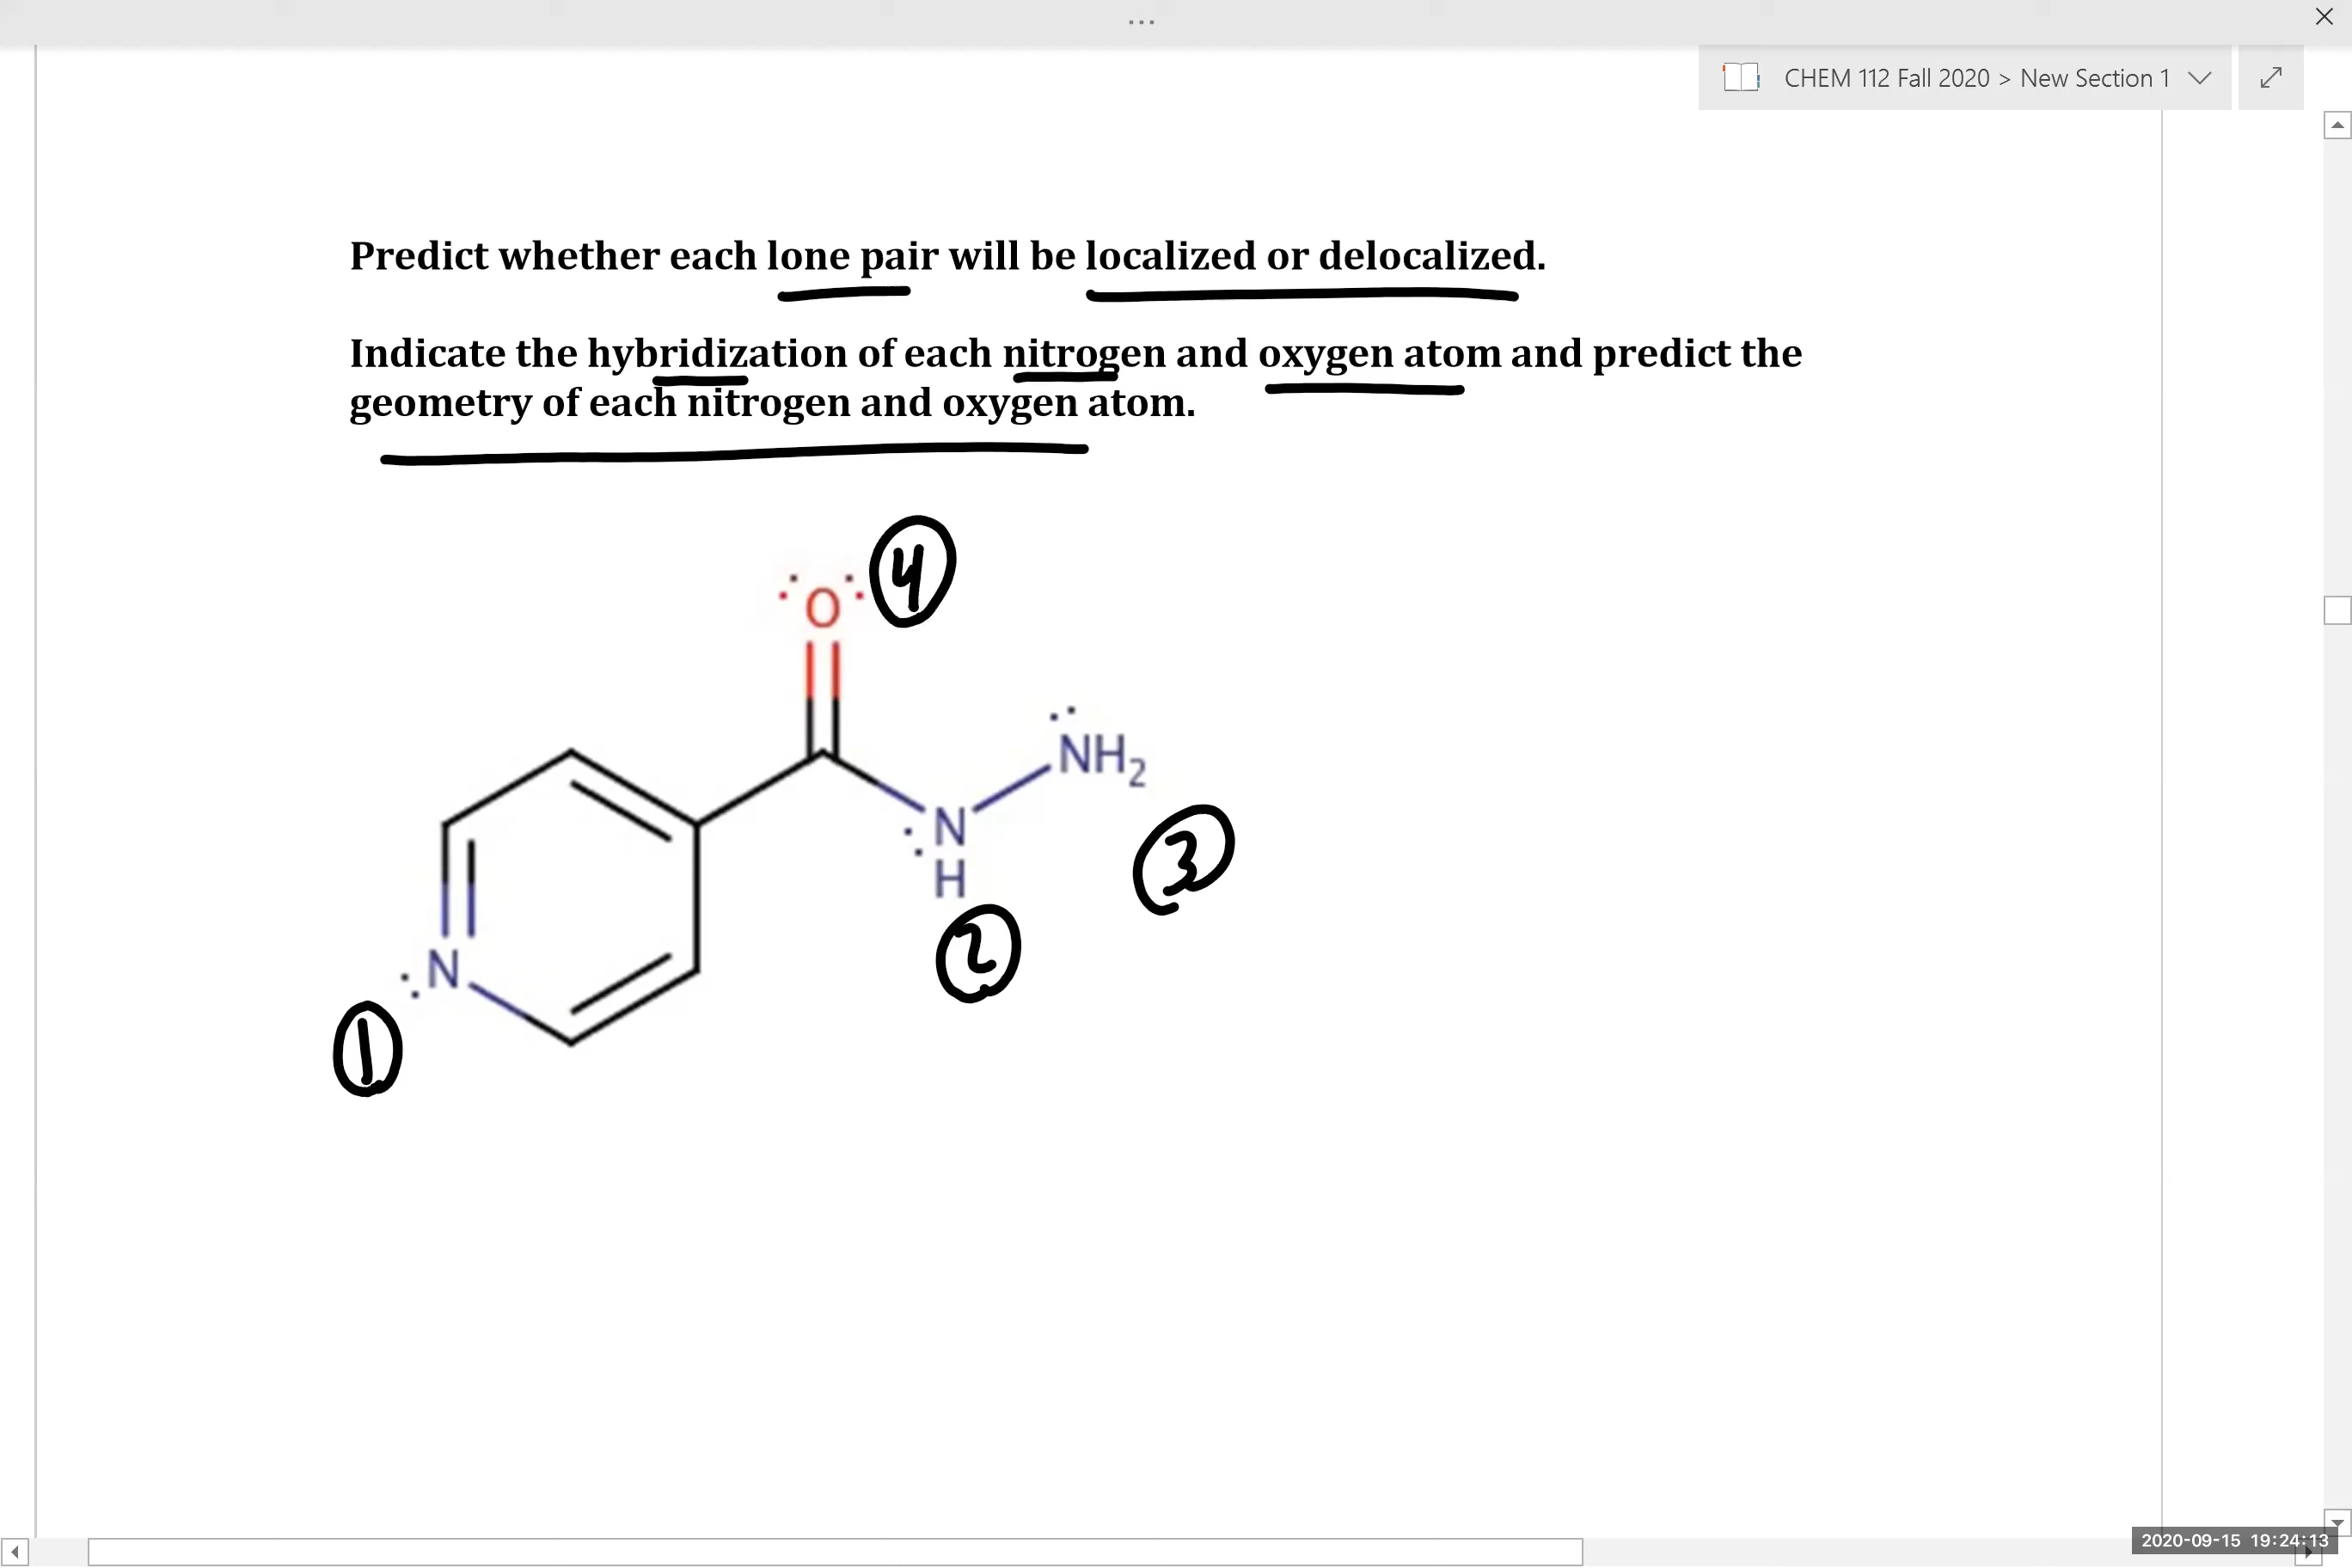 ...
CHEM 112 Fall 2020 > New Section 1
Predict whether each lone pair will be localized or delocalized.
Indicate the hybridization of each nitrogen and oxygen atom and predict the
geometry of each nitrogen and oxygen atom.
4
O
NH₂
N
H
3
2
N
1
2020-09-15 19:24:13